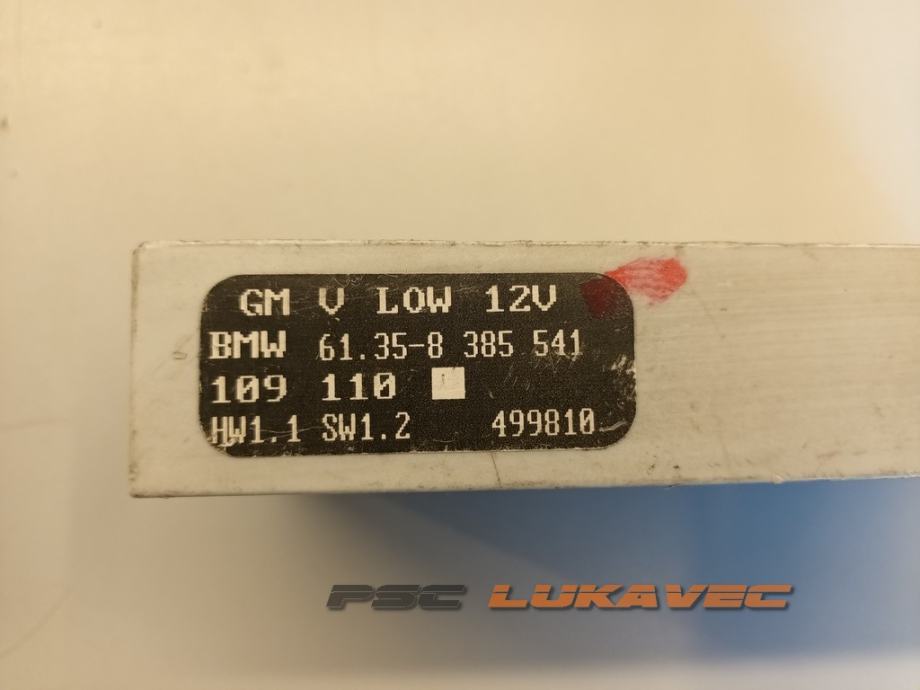 GM V LOW 12V
BMW 61.35-8 385 541
109 110
HW1.1 SW1.2 499810
PSC LUKAVEC